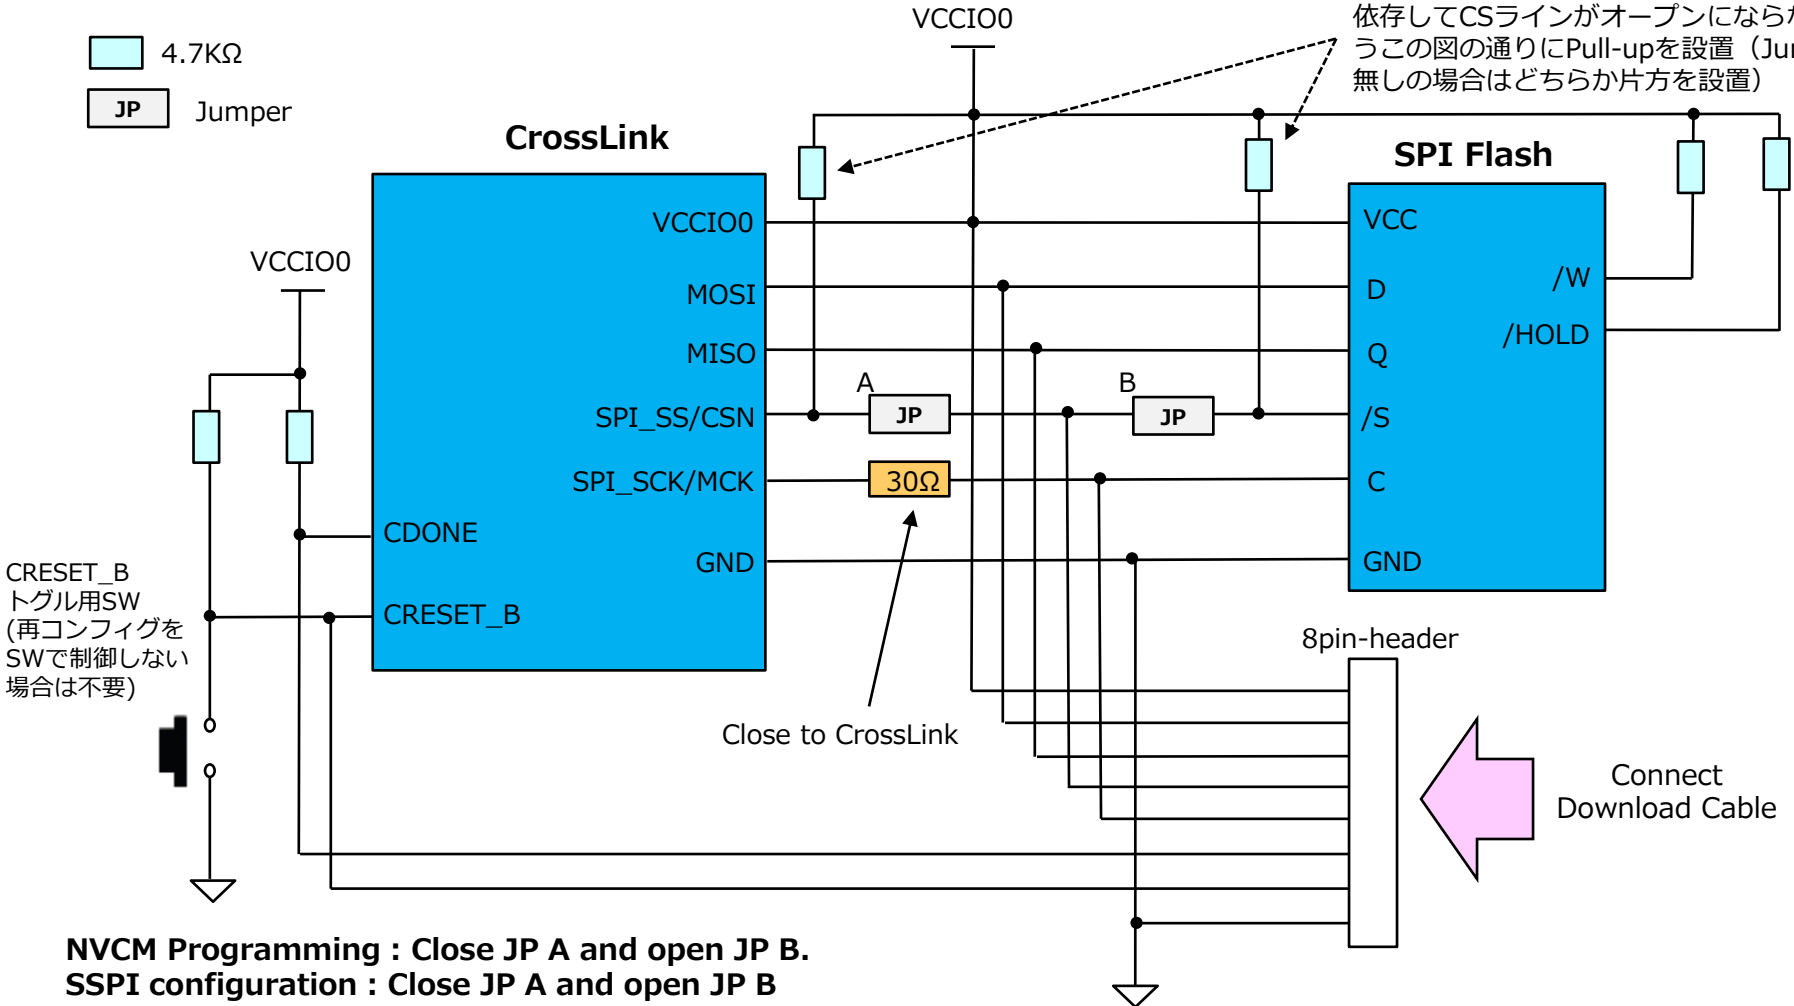 VCCIO0
依存してCSラインがオープンにならな
うこの図の通りにPull-upを設置（Jum
無しの場合はどちらか片方を設置）
4.7KΩ
JP Jumper
CrossLink
SPI Flash
VCCIO0
VCC
VCCIO0
/W
MOSI
D
/HOLD
MISO
Q
A
B
SPI_SS/CSN
JP
JP
/S
SPI_SCK/MCK
30Ω
C
CDONE
GND
GND
CRESET_B
トグル用SW
(再コンフィグを
SWで制御しない
場合は不要)
CRESET_B
8pin-header
Close to CrossLink
Connect
Download Cable
NVCM Programming : Close JP A and open JP B.
SSPI configuration : Close JP A and open JP B